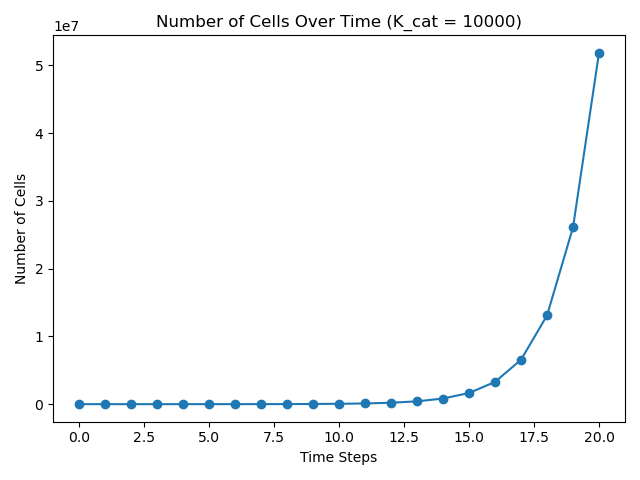 Number of Cells Over Time (K_cat = 10000)
1e7
5
4
3
2
1
0
Number of Cells
0.0 2.5 5.0 7.5 10.0 12.5 15.0 17.5 20.0
Time Steps